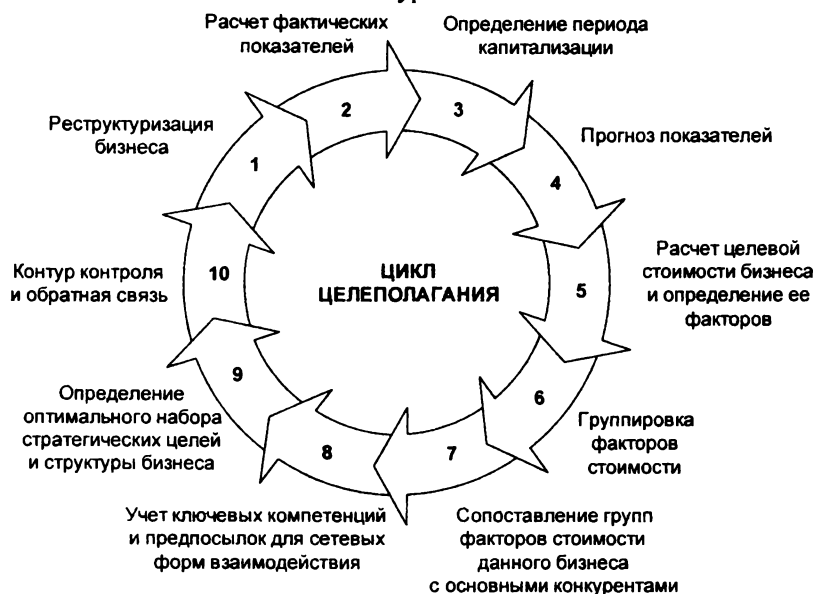 Расчет фактических
показателей
Определение периода
капитализации
2
3
Реструктуризация
бизнеса
1
Прогноз показателей
4
Контур контроля
и обратная связь
10
ЦИКЛ
ЦЕЛЕПОЛАГАНИЯ
5
Расчет целевой
стоимости бизнеса
и определение ее
факторов
9
6
Определение
оптимального набора
стратегических целей
и структуры бизнеса
Группировка
факторов
стоимости
8
7
Учет ключевых компетенций
и предпосылок для сетевых
форм взаимодействия
Сопоставление групп
факторов стоимости
данного бизнеса
с основными конкурентами